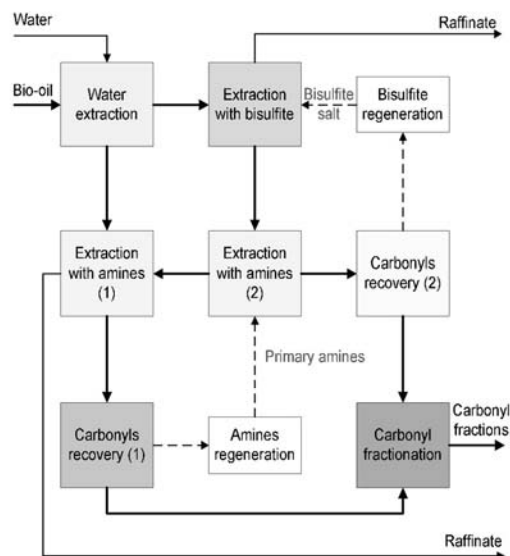 Water
Raffinate
Bio-oil
Water
extraction
Extraction
with bisulfite
Bisulfite
salt
Bisulfite
regeneration
Extraction
with amines
(1)
Extraction
with amines
(2)
Carbonyls
recovery (2)
Primary amines
Carbonyls
recovery (1)
Amines
regeneration
Carbonyl
fractionation
Carbonyl
fractions
Raffinate